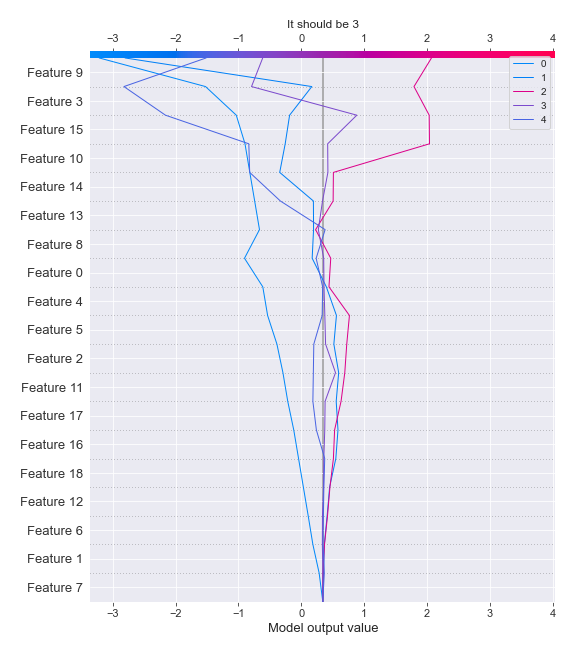 It should be 3
−3 −2 −1 0 1 2 3 4
0
1
2
3
4
Feature 9
Feature 3
Feature 15
Feature 10
Feature 14
Feature 13
Feature 8
Feature 0
Feature 4
Feature 5
Feature 2
Feature 11
Feature 17
Feature 16
Feature 18
Feature 12
Feature 6
Feature 1
Feature 7
−3 −2 −1 0 1 2 3 4
Model output value